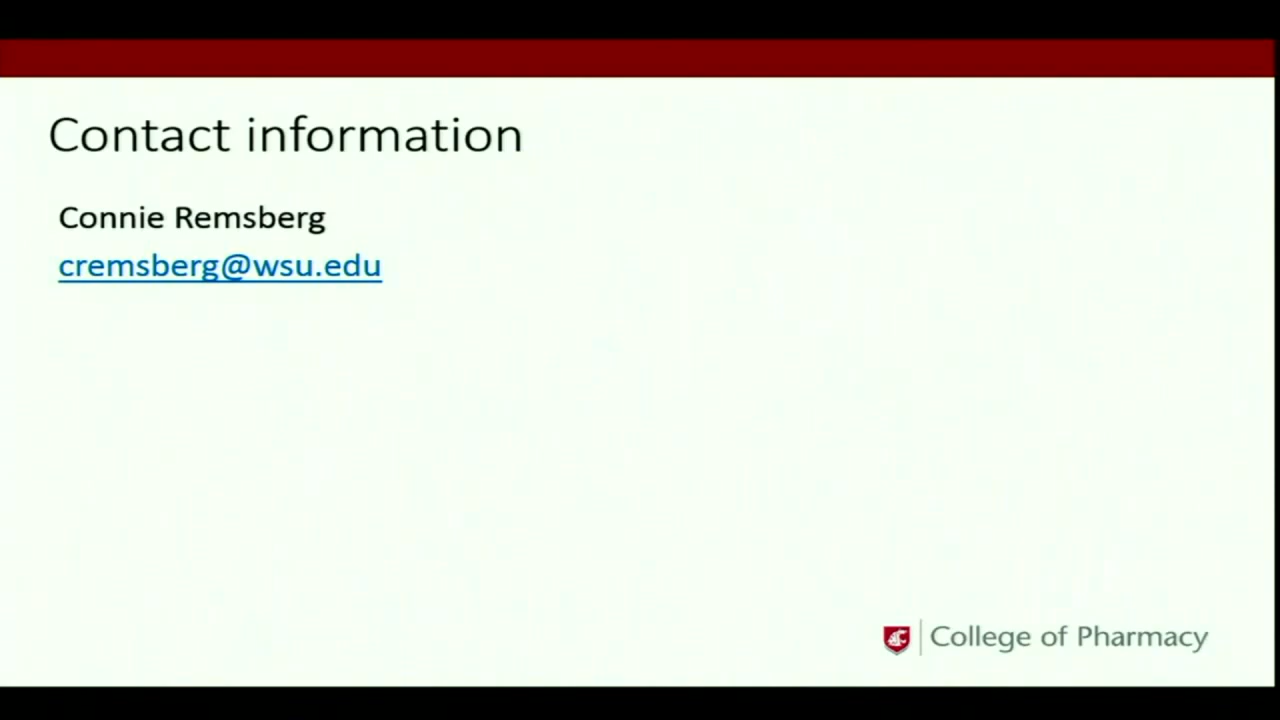 Contact information
Connie Remsberg
cremsberg@wsu.edu
College of Pharmacy